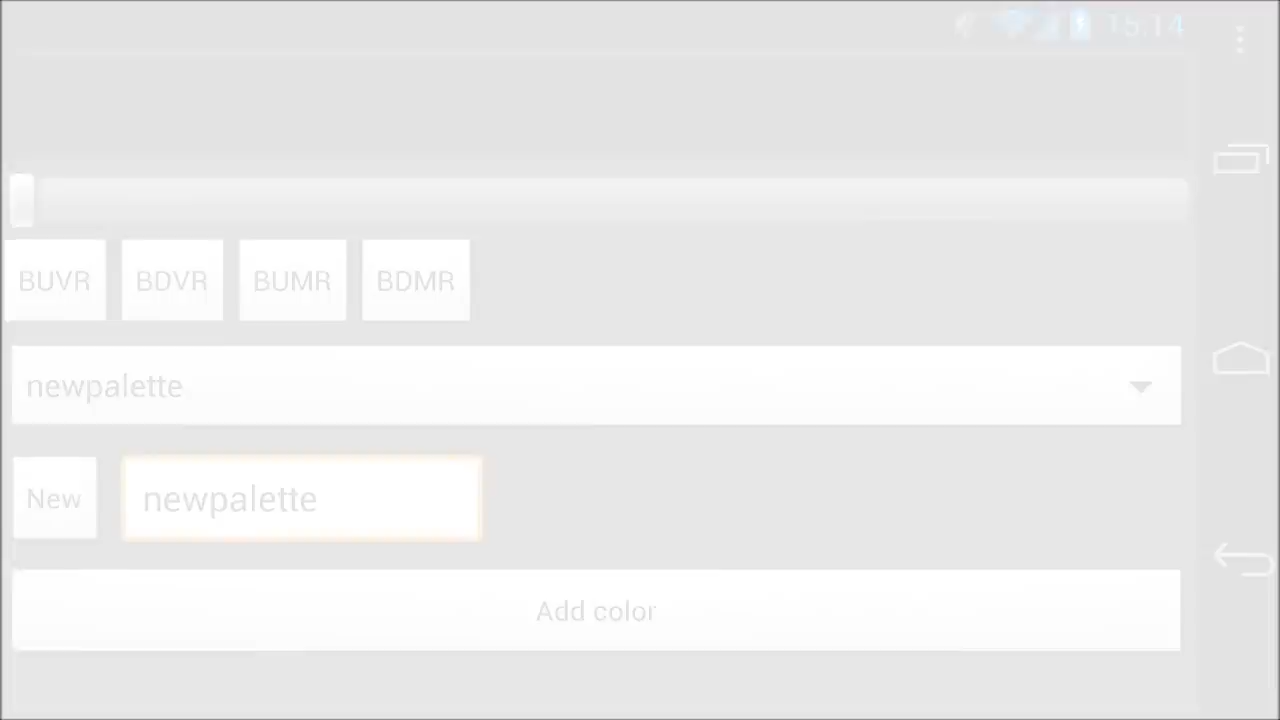 15:14
BUVR BDVR BUMR BDMR
newpalette
New newpalette
Add color